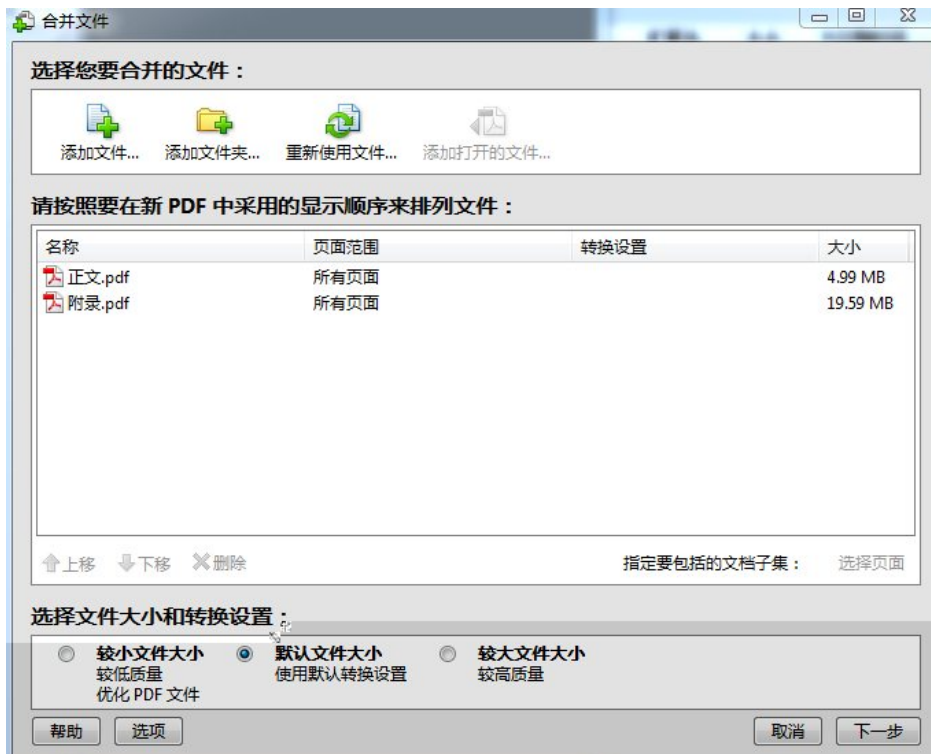 合并文件
选择您要合并的文件：
添加文件... 添加文件夹... 重新使用文件... 添加打开的文件...
请按照要在新 PDF 中采用的显示顺序来排列文件：
名称 页面范围 转换设置 大小
正文.pdf 所有页面 4.99 MB
附录.pdf 所有页面 19.59 MB
上移 下移 删除 指定要包括的文档子集： 选择页面
选择文件大小和转换设置：
较小文件大小 默认文件大小 较大文件大小
较低质量 使用默认转换设置 较高质量
优化 PDF 文件
帮助 选项 取消 下一步